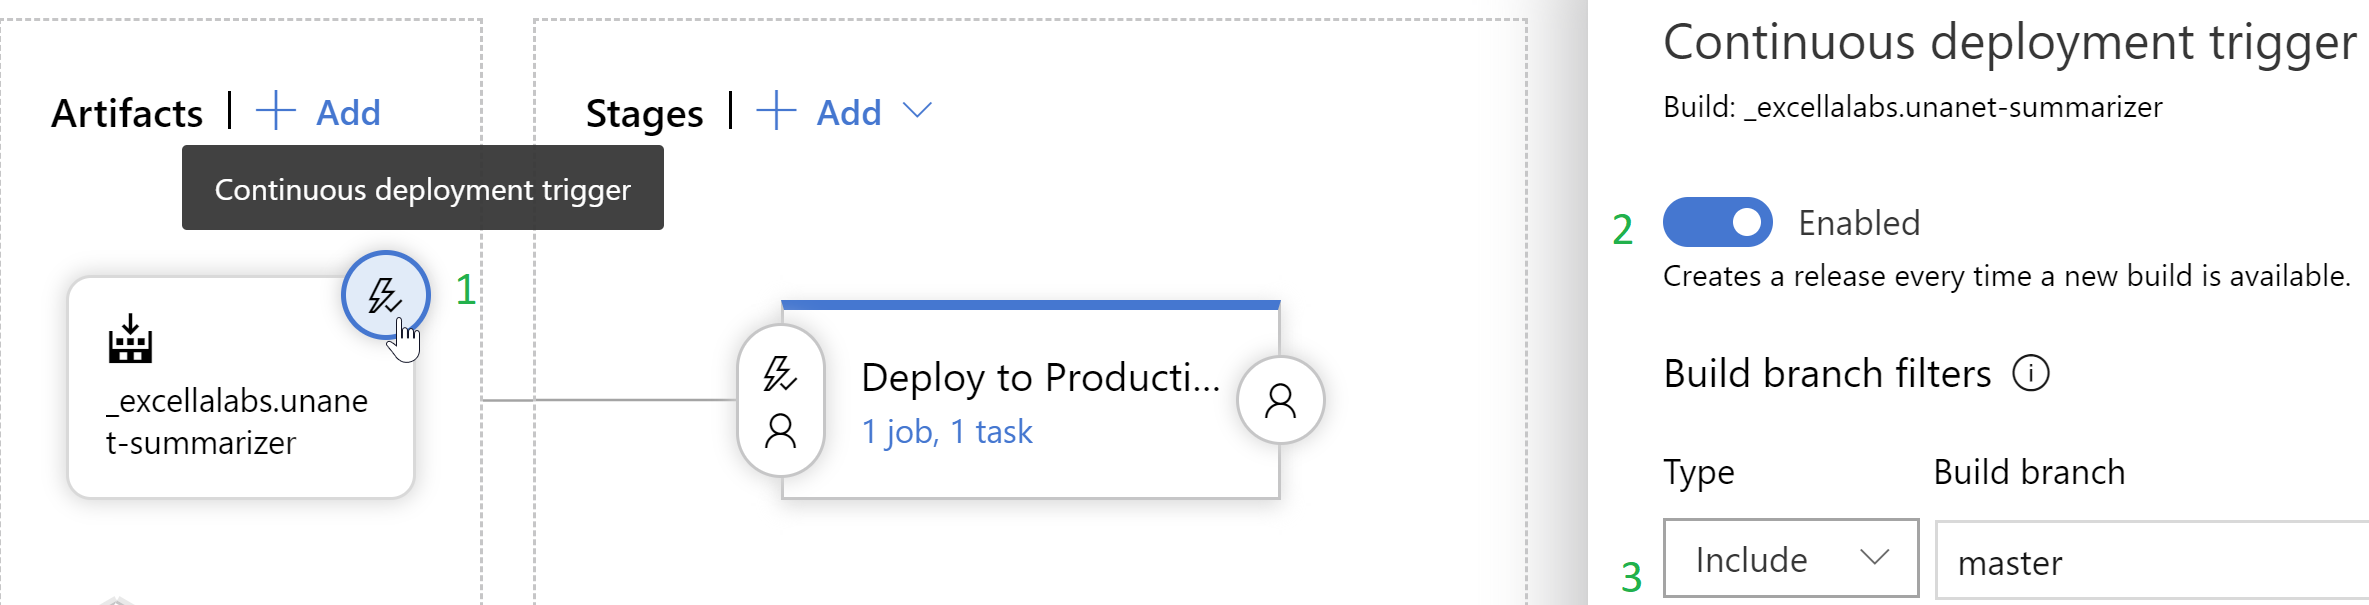 Artifacts | + Add
Continuous deployment trigger
1
_excellalabs.unane
t-summarizer
Stages | + Add
Deploy to Producti...
1 job, 1 task
Continuous deployment trigger
Build: _excellalabs.unanet-summarizer
2 Enabled
Creates a release every time a new build is available.
Build branch filters i
Type Build branch
3 Include master